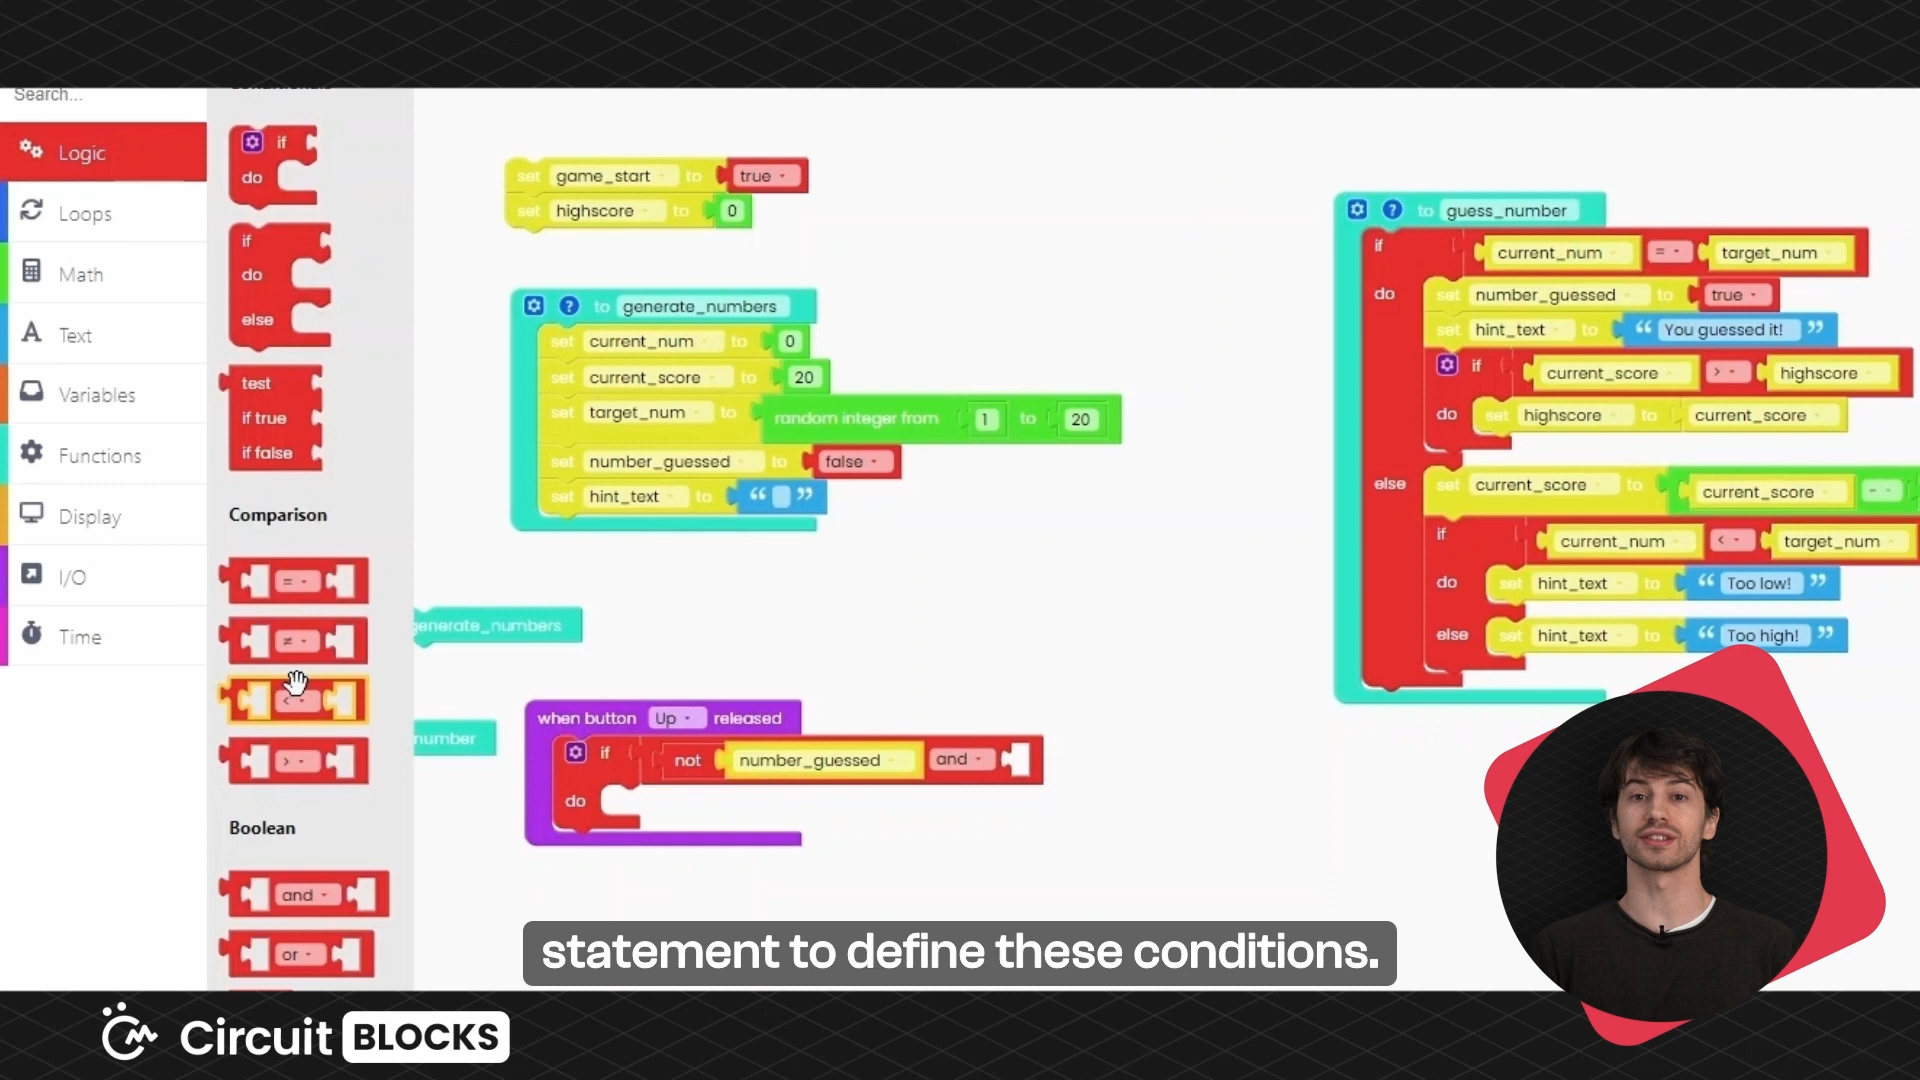 Search...
Logic
Loops
Math
Text
Variables
Functions
Display
I/O
Time
if
do
if
do
else
test
if true
if false
Comparison
=
≠
<
>
Boolean
and
or
set game_start to true
set highscore to 0
to generate_numbers
set current_num to 0
set current_score to 20
set target_num to random integer from 1 to 20
set number_guessed to false
set hint_text to “ ”
generate_numbers
number
when button Up released
if not number_guessed and
do
to guess_number
if current_num = target_num
do set number_guessed to true
set hint_text to “ You guessed it! ”
if current_score > highscore
do set highscore to current_score
else set current_score to current_score -
if current_num < target_num
do set hint_text to “ Too low! ”
else set hint_text to “ Too high! ”
statement to define these conditions.
Circuit BLOCKS